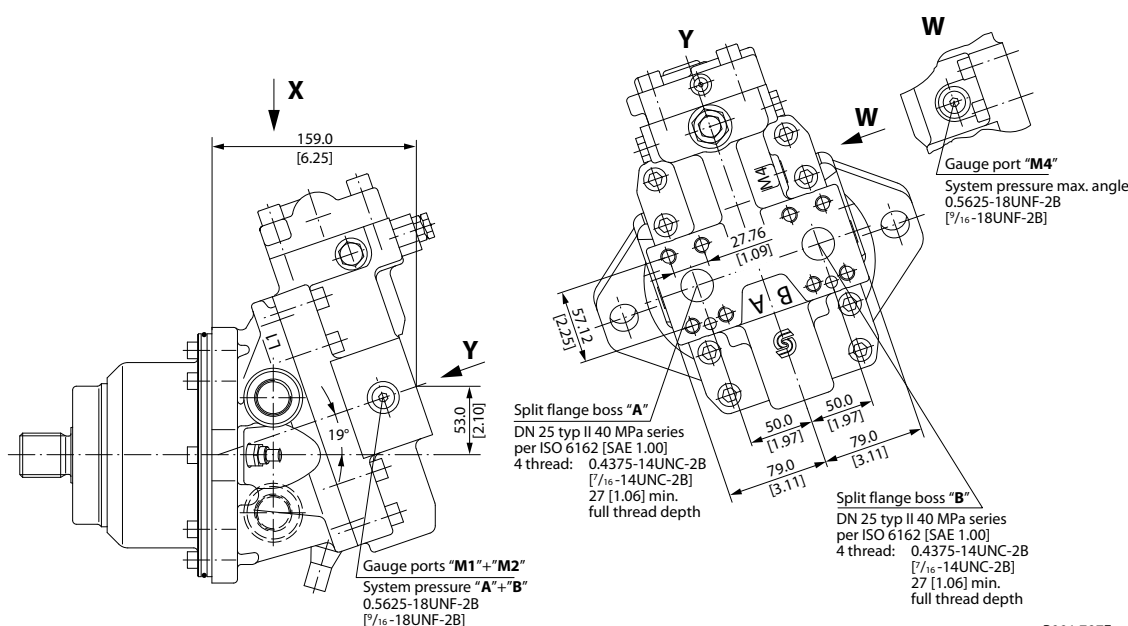 X
159.0
[6.25]
L1
19°
Y
53.0
[2.10]
Gauge ports "M1"+"M2"
System pressure "A"+"B"
0.5625-18UNF-2B
[9/16-18UNF-2B]
Y
W
W
M4
Gauge port "M4"
System pressure max. angle
0.5625-18UNF-2B
[9/16-18UNF-2B]
27.76
[1.09]
57.12
[2.25]
B A
S
50.0
[1.97]
50.0
[1.97]
79.0
[3.11]
79.0
[3.11]
Split flange boss "A"
DN 25 typ II 40 MPa series
per ISO 6162 [SAE 1.00]
4 thread: 0.4375-14UNC-2B
[7/16-14UNC-2B]
27 [1.06] min.
full thread depth
Split flange boss "B"
DN 25 typ II 40 MPa series
per ISO 6162 [SAE 1.00]
4 thread: 0.4375-14UNC-2B
[7/16-14UNC-2B]
27 [1.06] min.
full thread depth